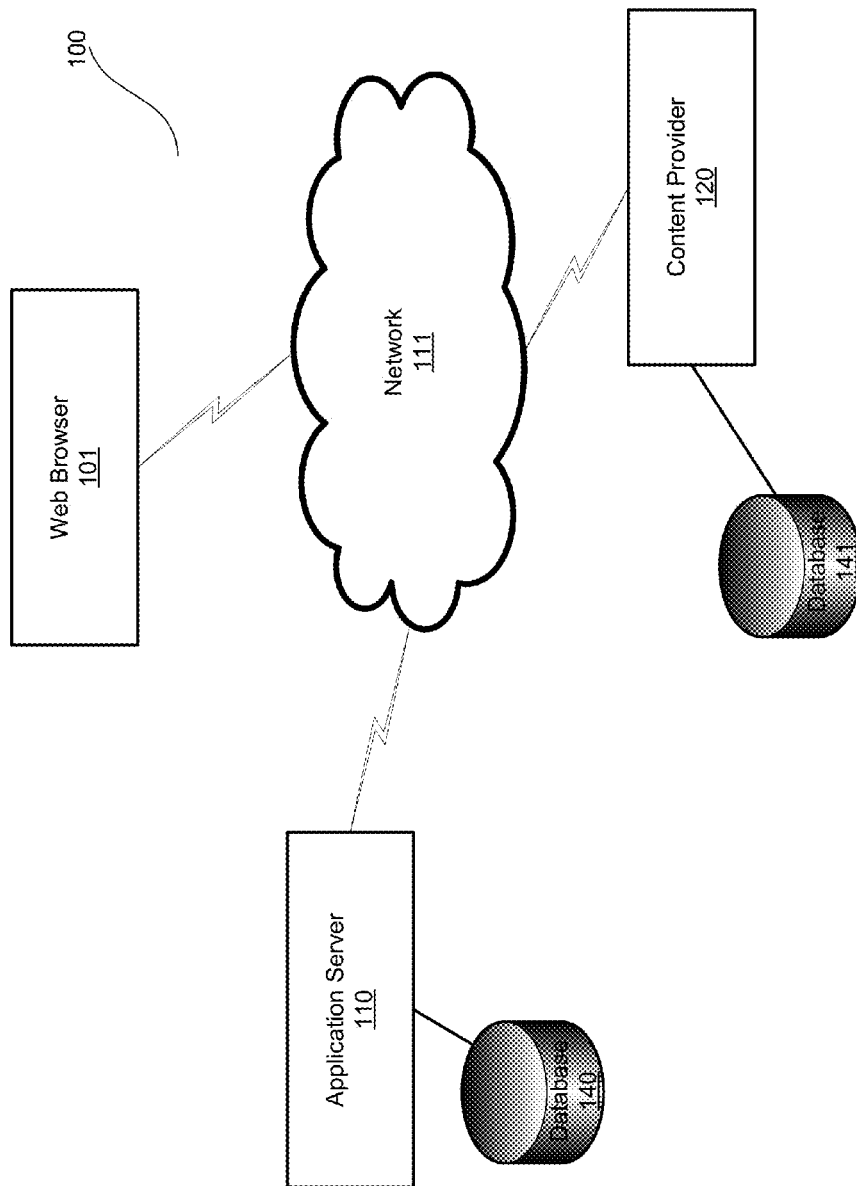 100
Web Browser
101
Network
111
Application Server
110
Content Provider
120
Database
140
Database
141